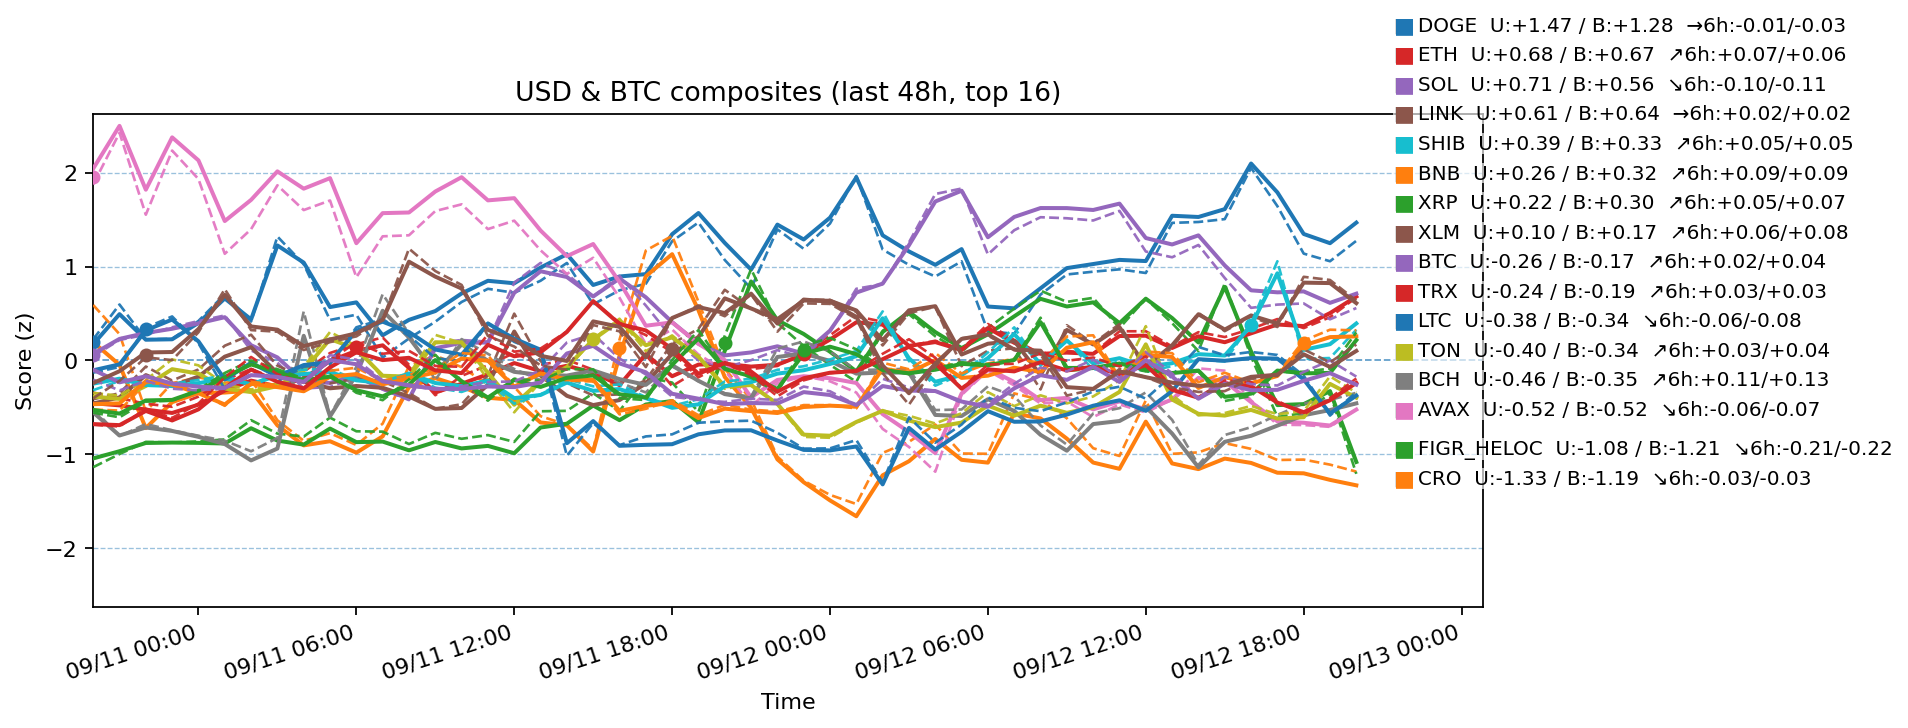 USD & BTC composites (last 48h, top 16)
DOGE U:+1.47 / B:+1.28 →6h:-0.01/-0.03
ETH U:+0.68 / B:+0.67 ↗6h:+0.07/+0.06
SOL U:+0.71 / B:+0.56 ↘6h:-0.10/-0.11
LINK U:+0.61 / B:+0.64 →6h:+0.02/+0.02
SHIB U:+0.39 / B:+0.33 ↗6h:+0.05/+0.05
BNB U:+0.26 / B:+0.32 ↗6h:+0.09/+0.09
XRP U:+0.22 / B:+0.30 ↗6h:+0.05/+0.07
XLM U:+0.10 / B:+0.17 ↗6h:+0.06/+0.08
BTC U:-0.26 / B:-0.17 ↗6h:+0.02/+0.04
TRX U:-0.24 / B:-0.19 ↗6h:+0.03/+0.03
LTC U:-0.38 / B:-0.34 ↘6h:-0.06/-0.08
TON U:-0.40 / B:-0.34 ↗6h:+0.03/+0.04
BCH U:-0.46 / B:-0.35 ↗6h:+0.11/+0.13
AVAX U:-0.52 / B:-0.52 ↘6h:-0.06/-0.07
FIGR_HELOC U:-1.08 / B:-1.21 ↘6h:-0.21/-0.22
CRO U:-1.33 / B:-1.19 ↘6h:-0.03/-0.03
Score (z)
2
1
0
−1
−2
09/11 00:00
09/11 06:00
09/11 12:00
09/11 18:00
09/12 00:00
09/12 06:00
09/12 12:00
09/12 18:00
09/13 00:00
Time